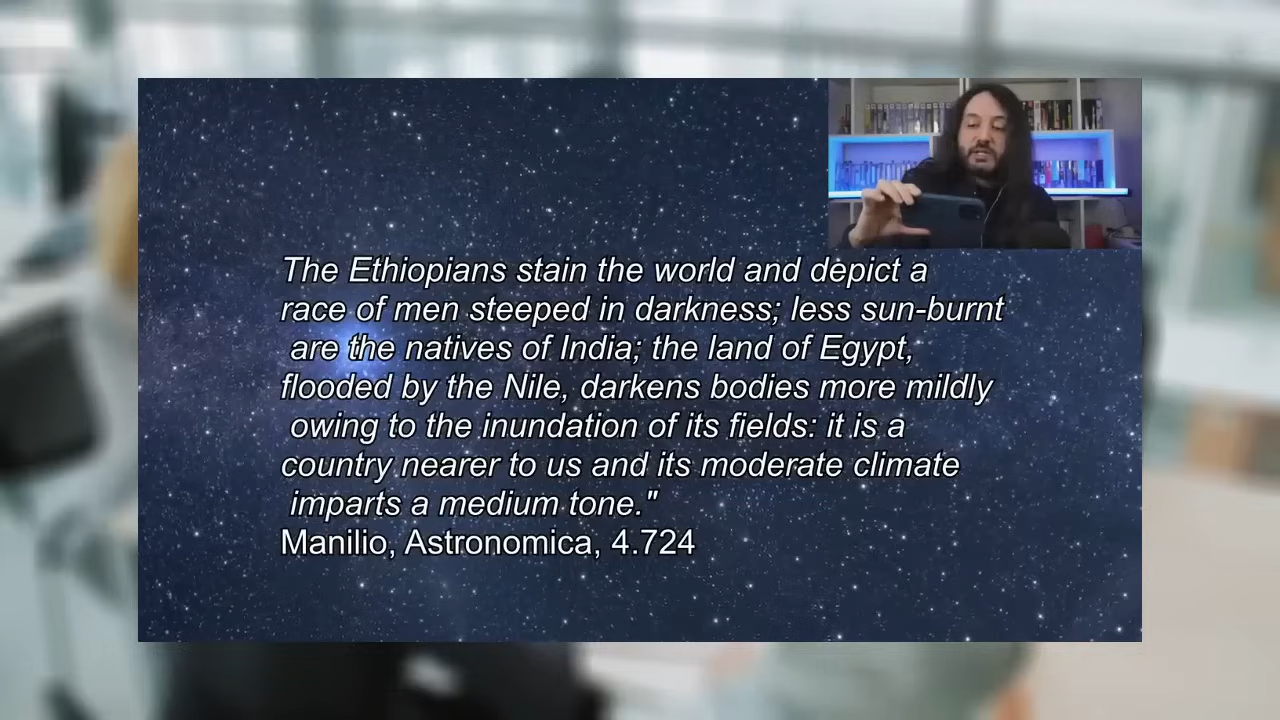 The Ethiopians stain the world and depict a
race of men steeped in darkness; less sun-burnt
are the natives of India; the land of Egypt,
flooded by the Nile, darkens bodies more mildly
owing to the inundation of its fields: it is a
country nearer to us and its moderate climate
imparts a medium tone."
Manilio, Astronomica, 4.724